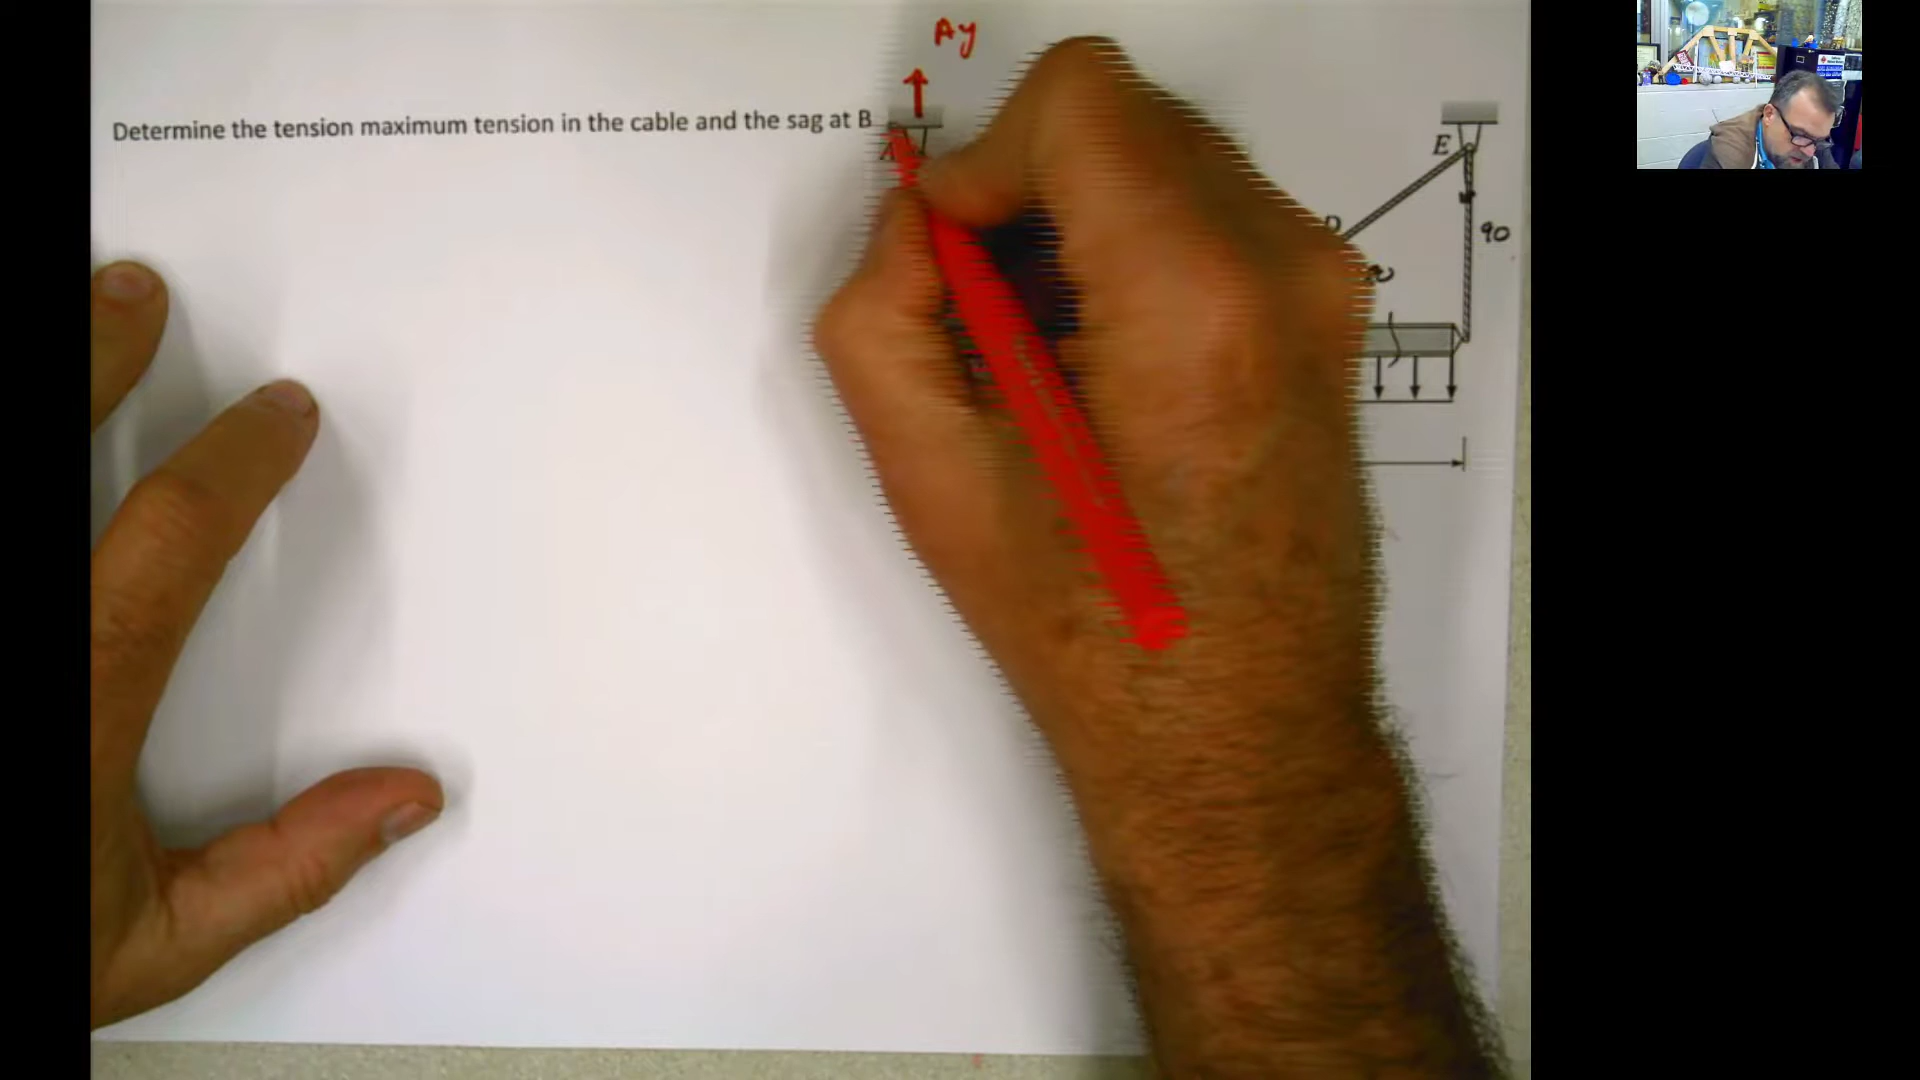 Ay
Determine the tension maximum tension in the cable and the sag at B
A
E
D
90